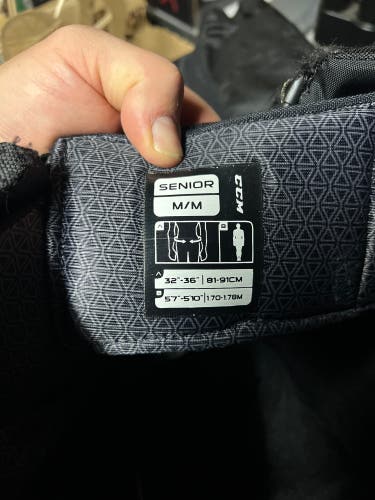 SENIOR
CCM
M/M
A B
A 32"-36" 81-91CM
B 5'7"-5'10" 170-178M